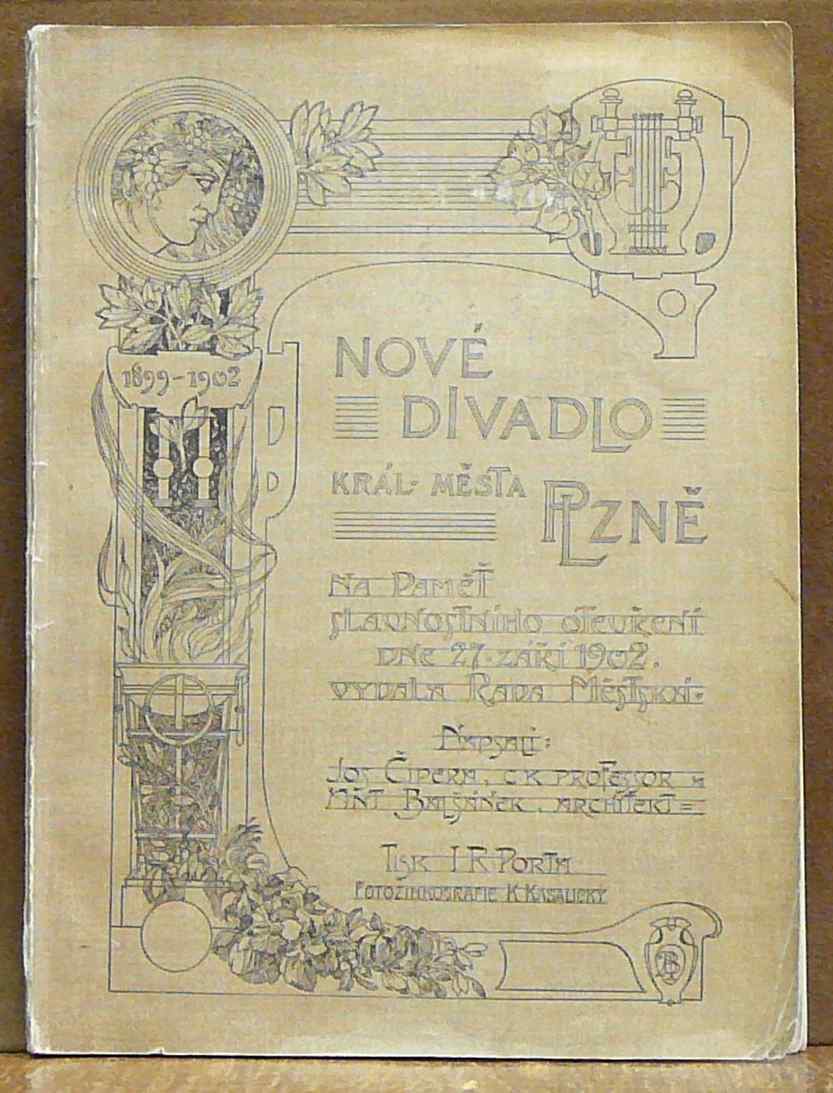 1899-1902
NOVÉ
DIVADLO
KRÁL. MĚSTA PLZNĚ
NA PAMĚŤ
SLAVNOSTNÍHO OTEVŘENÍ
DNE 27. ZÁŘÍ 1902.
VYDALA RADA MĚSTSKÁ:
NAPSALI:
JOS. ČIPERA, C. K. PROFESSOR A
ANT. BALŠÁNEK, ARCHITEKT =
TISK I. R. PORTA
FOTOZINKOGRAFIE K. KASALICKÝ